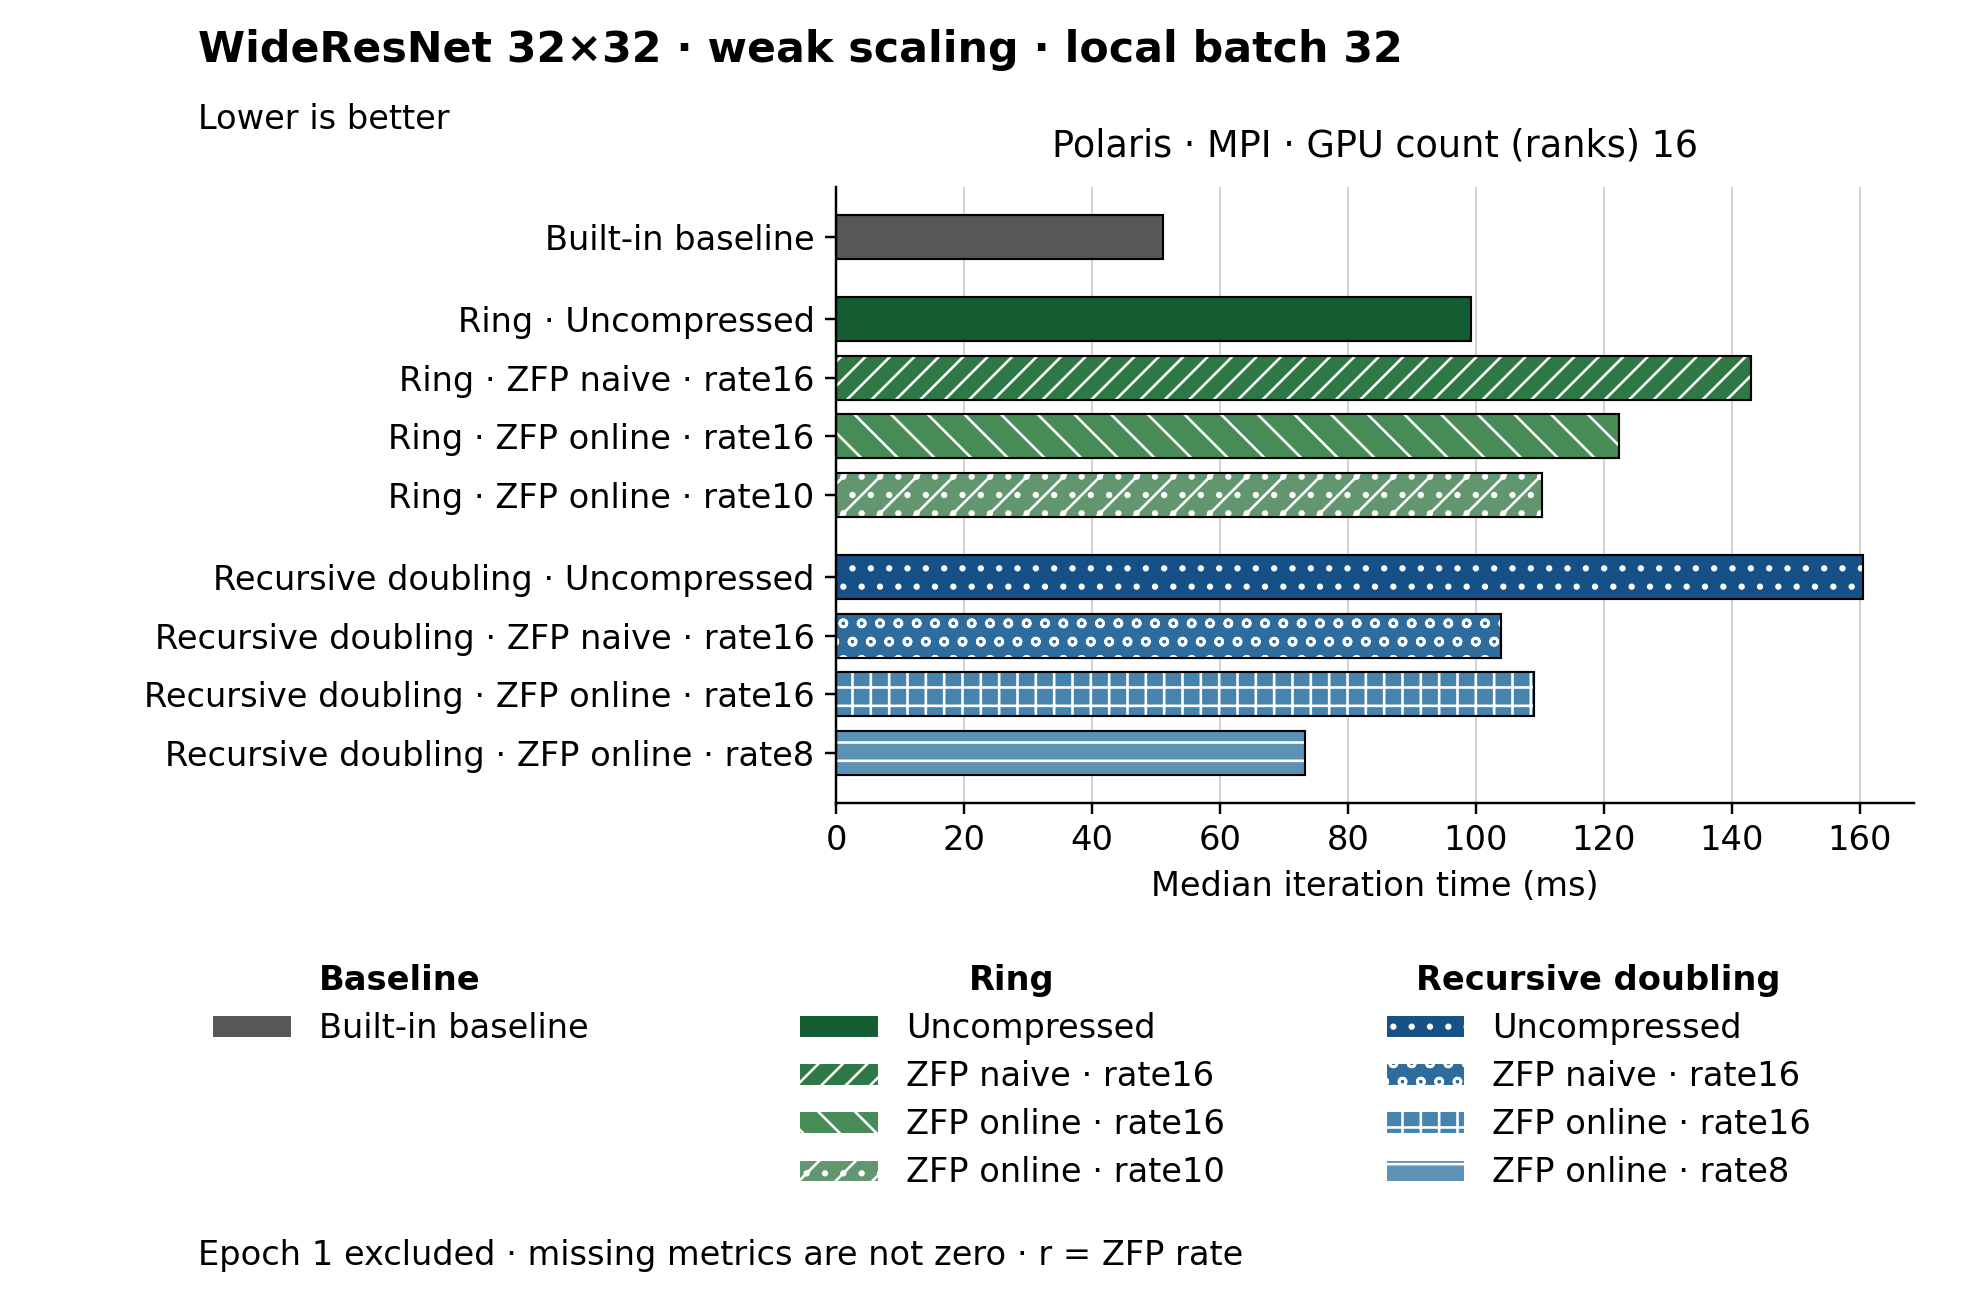 WideResNet 32×32 · weak scaling · local batch 32
Lower is better
Polaris · MPI · GPU count (ranks) 16
Built-in baseline
Ring · Uncompressed
Ring · ZFP naive · rate16
Ring · ZFP online · rate16
Ring · ZFP online · rate10
Recursive doubling · Uncompressed
Recursive doubling · ZFP naive · rate16
Recursive doubling · ZFP online · rate16
Recursive doubling · ZFP online · rate8
0 20 40 60 80 100 120 140 160
Median iteration time (ms)
Baseline
Built-in baseline
Ring
Uncompressed
ZFP naive · rate16
ZFP online · rate16
ZFP online · rate10
Recursive doubling
Uncompressed
ZFP naive · rate16
ZFP online · rate16
ZFP online · rate8
Epoch 1 excluded · missing metrics are not zero · r = ZFP rate